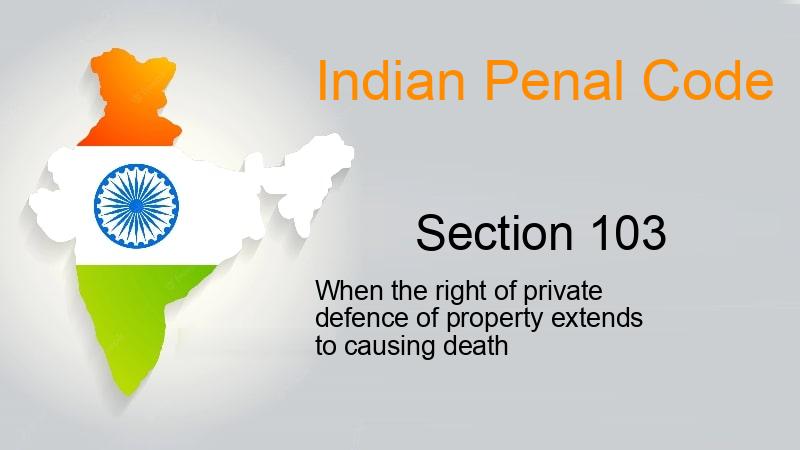 Indian Penal Code
Section 103
When the right of private
defence of property extends
to causing death